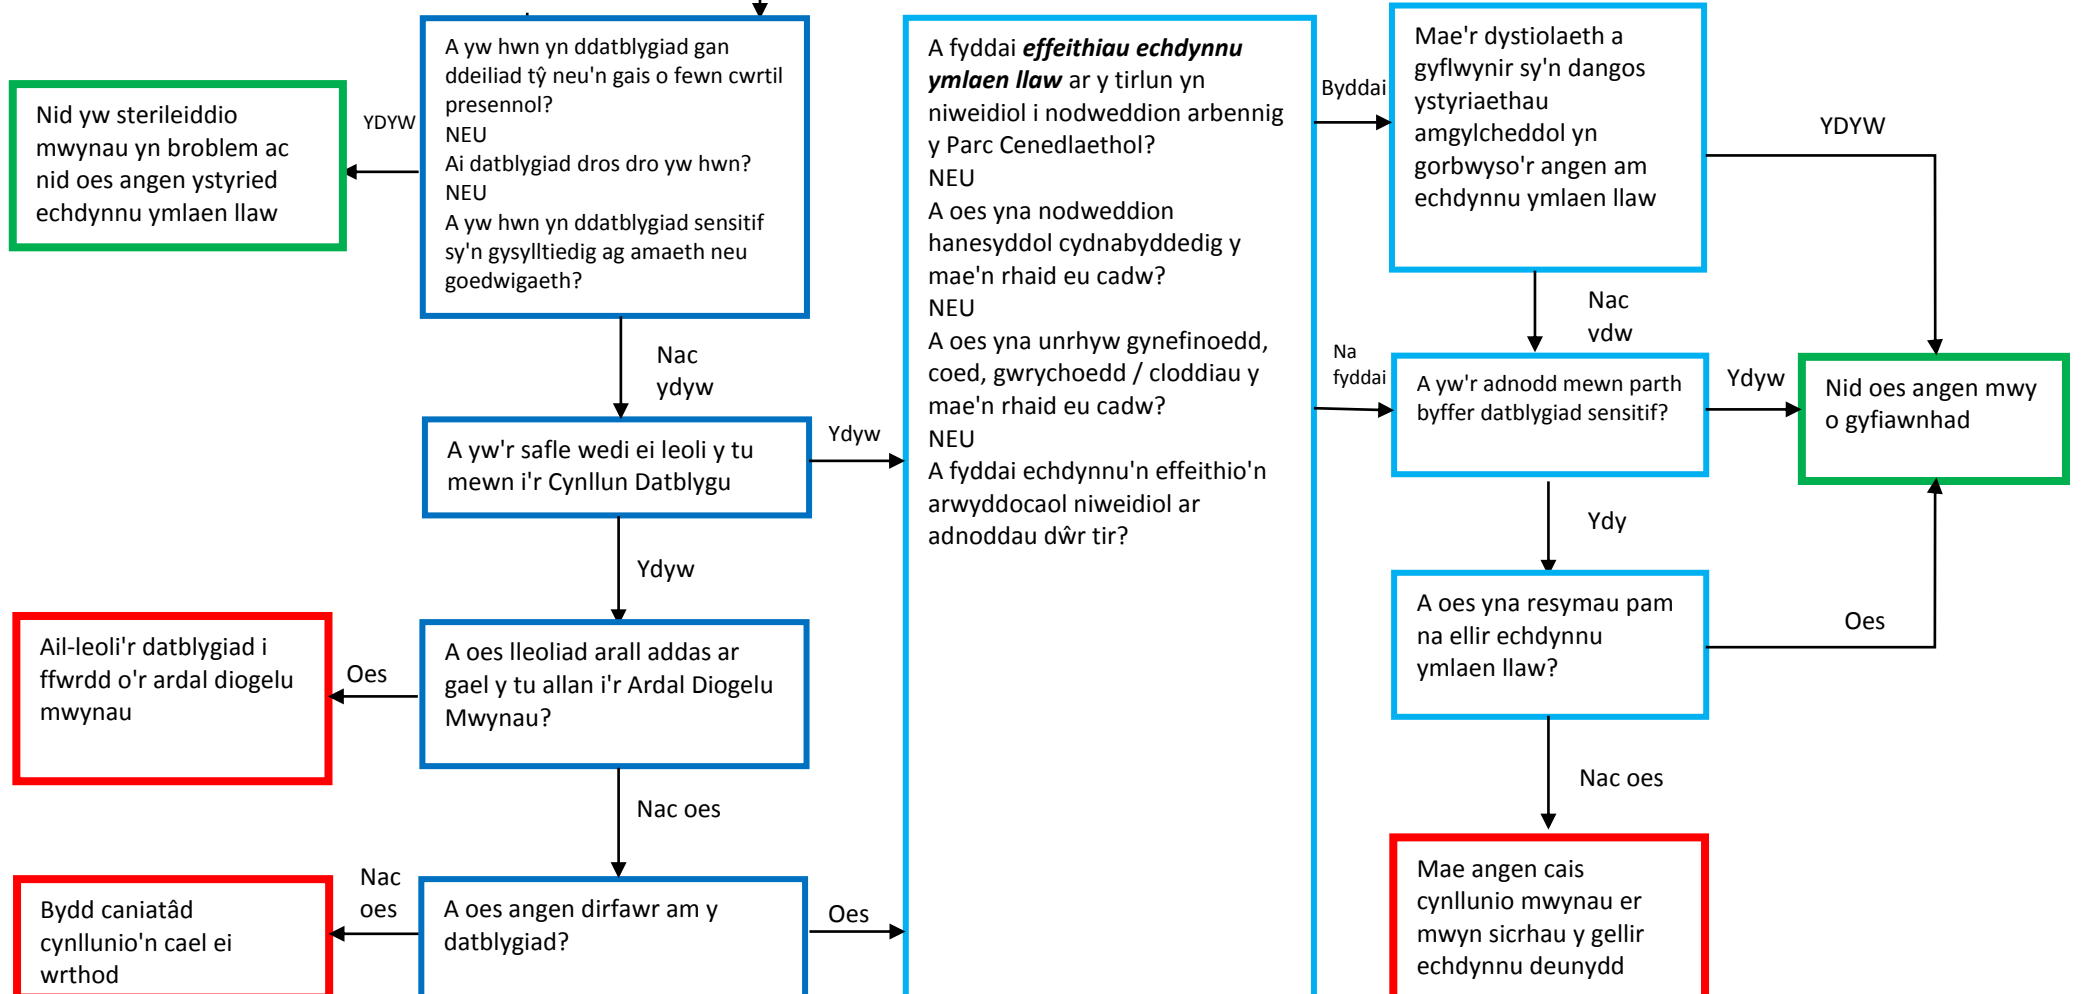 A yw hwn yn ddatblygiad gan
ddeiliad tŷ neu'n gais o fewn cwrtil
presennol?
NEU
Ai datblygiad dros dro yw hwn?
NEU
A yw hwn yn ddatblygiad sensitif
sy'n gysylltiedig ag amaeth neu
goedwigaeth?
YDYW
Nid yw sterileiddio
mwynau yn broblem ac
nid oes angen ystyried
echdynnu ymlaen llaw
Nac
ydyw
A yw'r safle wedi ei leoli y tu
mewn i'r Cynllun Datblygu
Ydyw
Ydyw
A oes lleoliad arall addas ar
gael y tu allan i'r Ardal Diogelu
Mwynau?
Oes
Ail-leoli'r datblygiad i
ffwrdd o'r ardal diogelu
mwynau
Nac oes
A oes angen dirfawr am y
datblygiad?
Nac
oes
Bydd caniatâd
cynllunio'n cael ei
wrthod
Oes
A fyddai effeithiau echdynnu
ymlaen llaw ar y tirlun yn
niweidiol i nodweddion arbennig
y Parc Cenedlaethol?
NEU
A oes yna nodweddion
hanesyddol cydnabyddedig y
mae'n rhaid eu cadw?
NEU
A oes yna unrhyw gynefinoedd,
coed, gwrychoedd / cloddiau y
mae'n rhaid eu cadw?
NEU
A fyddai echdynnu'n effeithio'n
arwyddocaol niweidiol ar
adnoddau dŵr tir?
Byddai
Mae'r dystiolaeth a
gyflwynir sy'n dangos
ystyriaethau
amgylcheddol yn
gorbwyso'r angen am
echdynnu ymlaen llaw
YDYW
Nac
ydw
Na
fyddai
A yw'r adnodd mewn parth
byffer datblygiad sensitif?
Ydyw
Nid oes angen mwy
o gyfiawnhad
Ydy
A oes yna resymau pam
na ellir echdynnu
ymlaen llaw?
Oes
Nac oes
Mae angen cais
cynllunio mwynau er
mwyn sicrhau y gellir
echdynnu deunydd